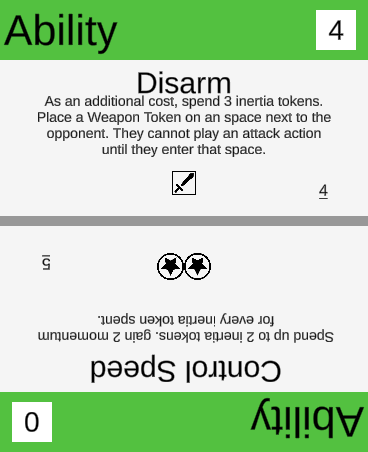 Ability
4
Disarm
As an additional cost, spend 3 inertia tokens.
Place a Weapon Token on an space next to the
opponent. They cannot play an attack action
until they enter that space.
4
Ability
0
Control Speed
Spend up to 2 inertia tokens. gain 2 momentum
for every inertia token spent.
5